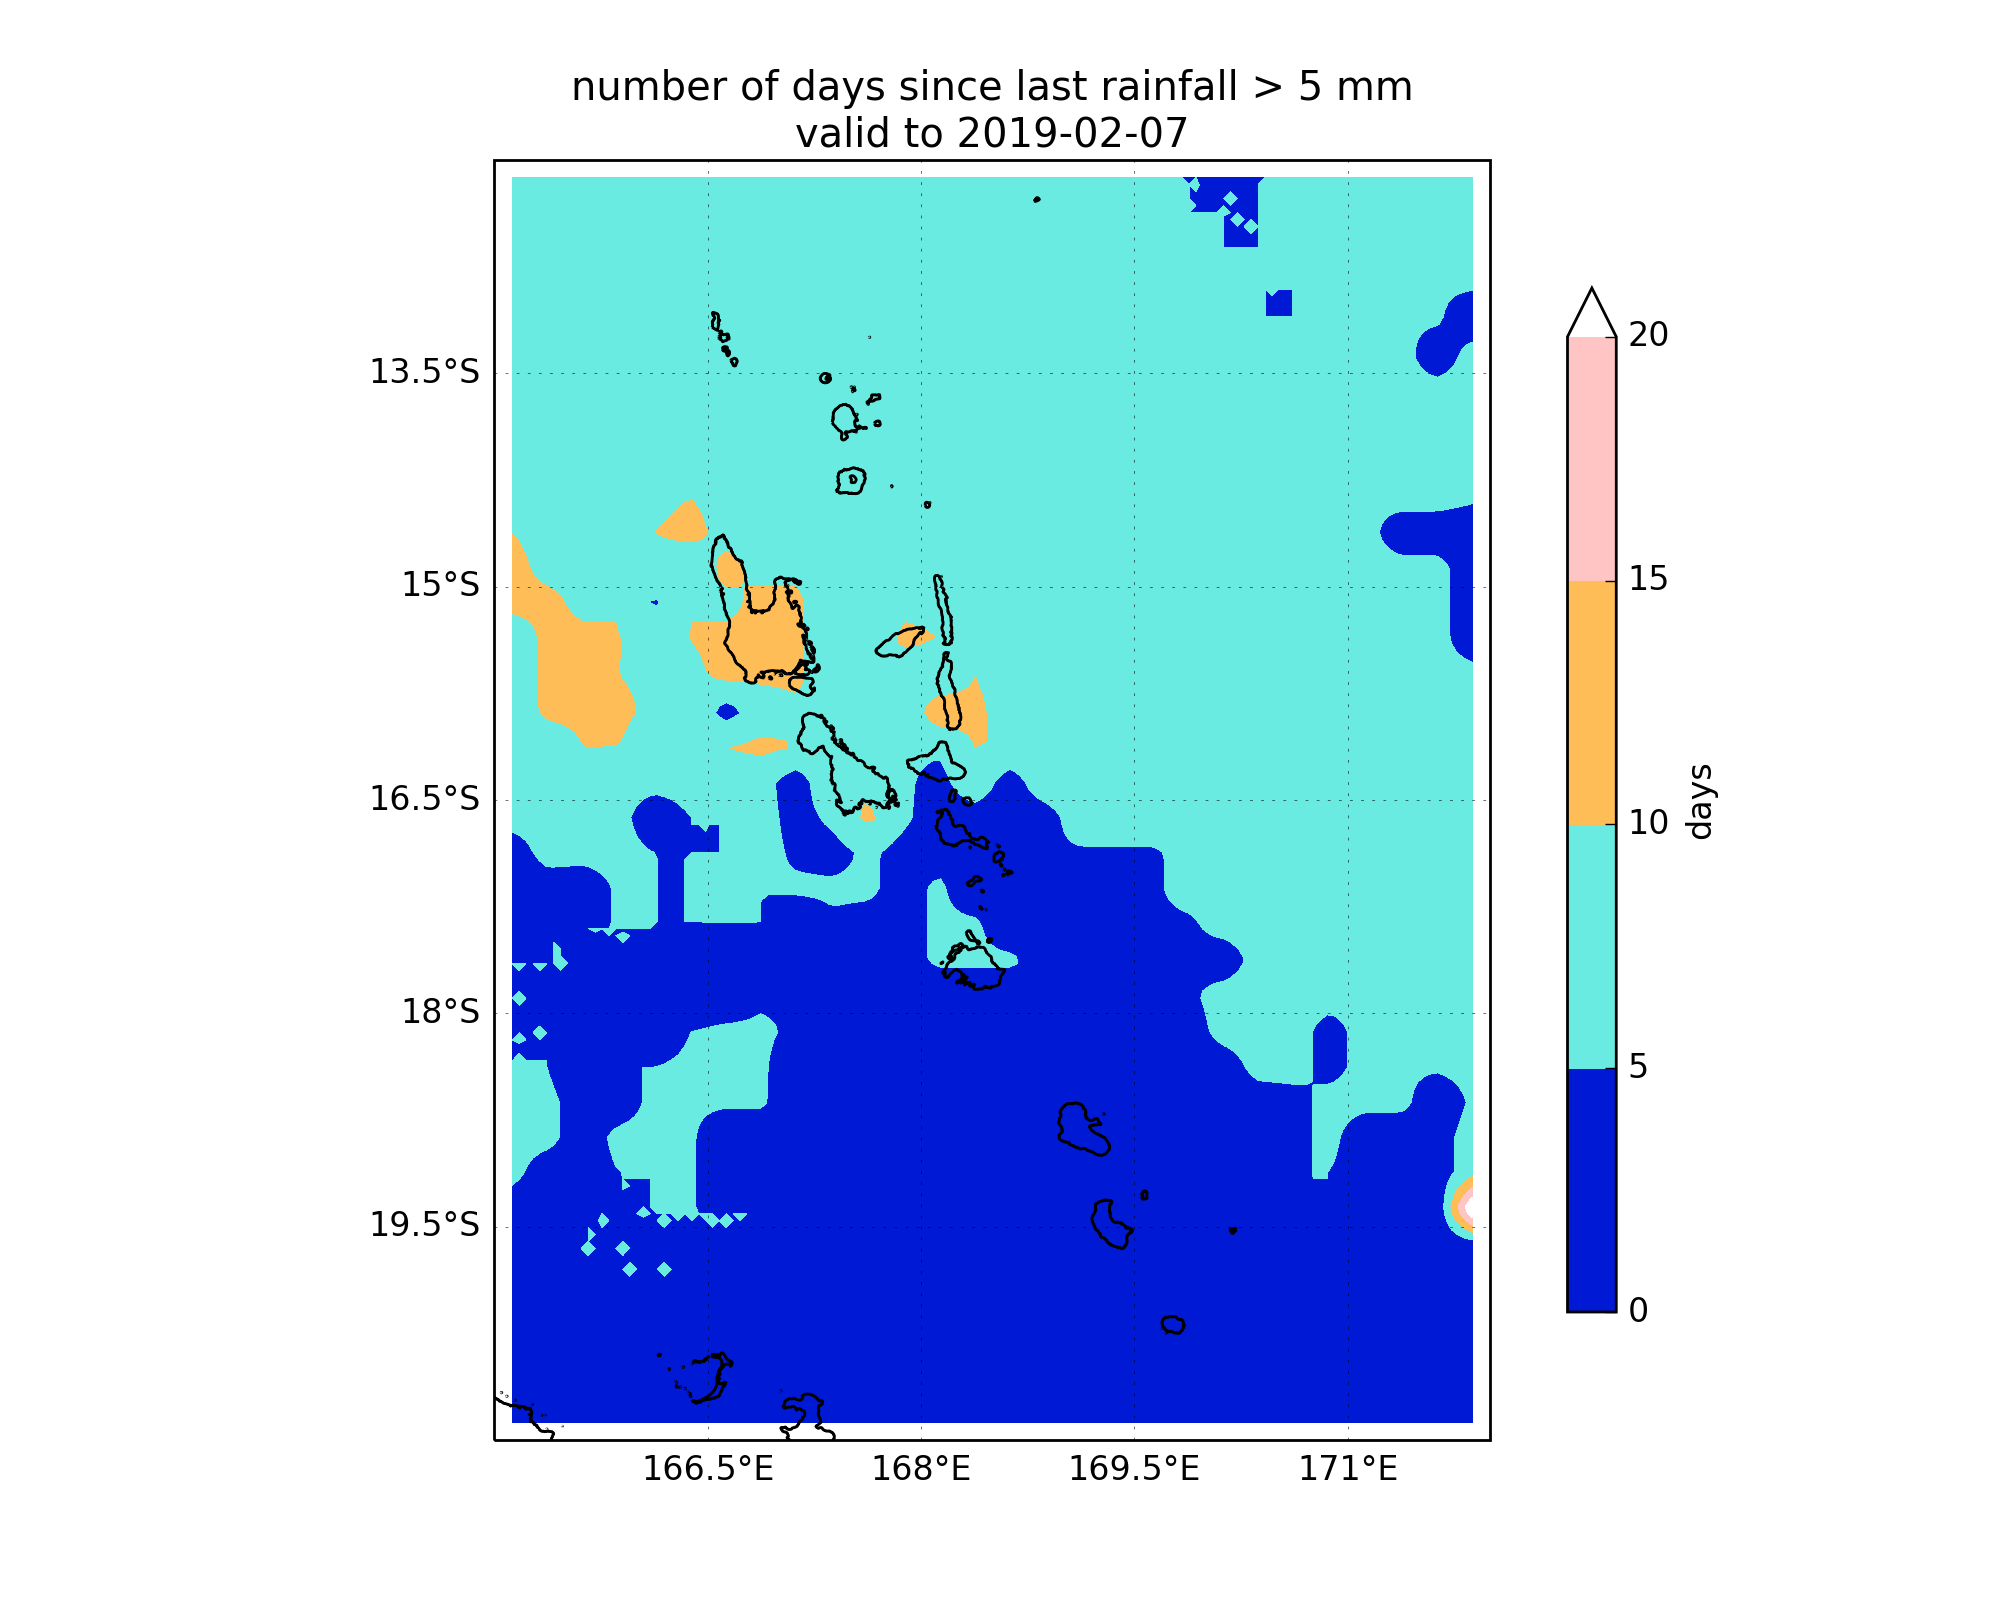 number of days since last rainfall > 5 mm
valid to 2019-02-07
20
13.5°S
15°S
15
16.5°S
10
days
18°S
5
19.5°S
0
166.5°E
168°E
169.5°E
171°E